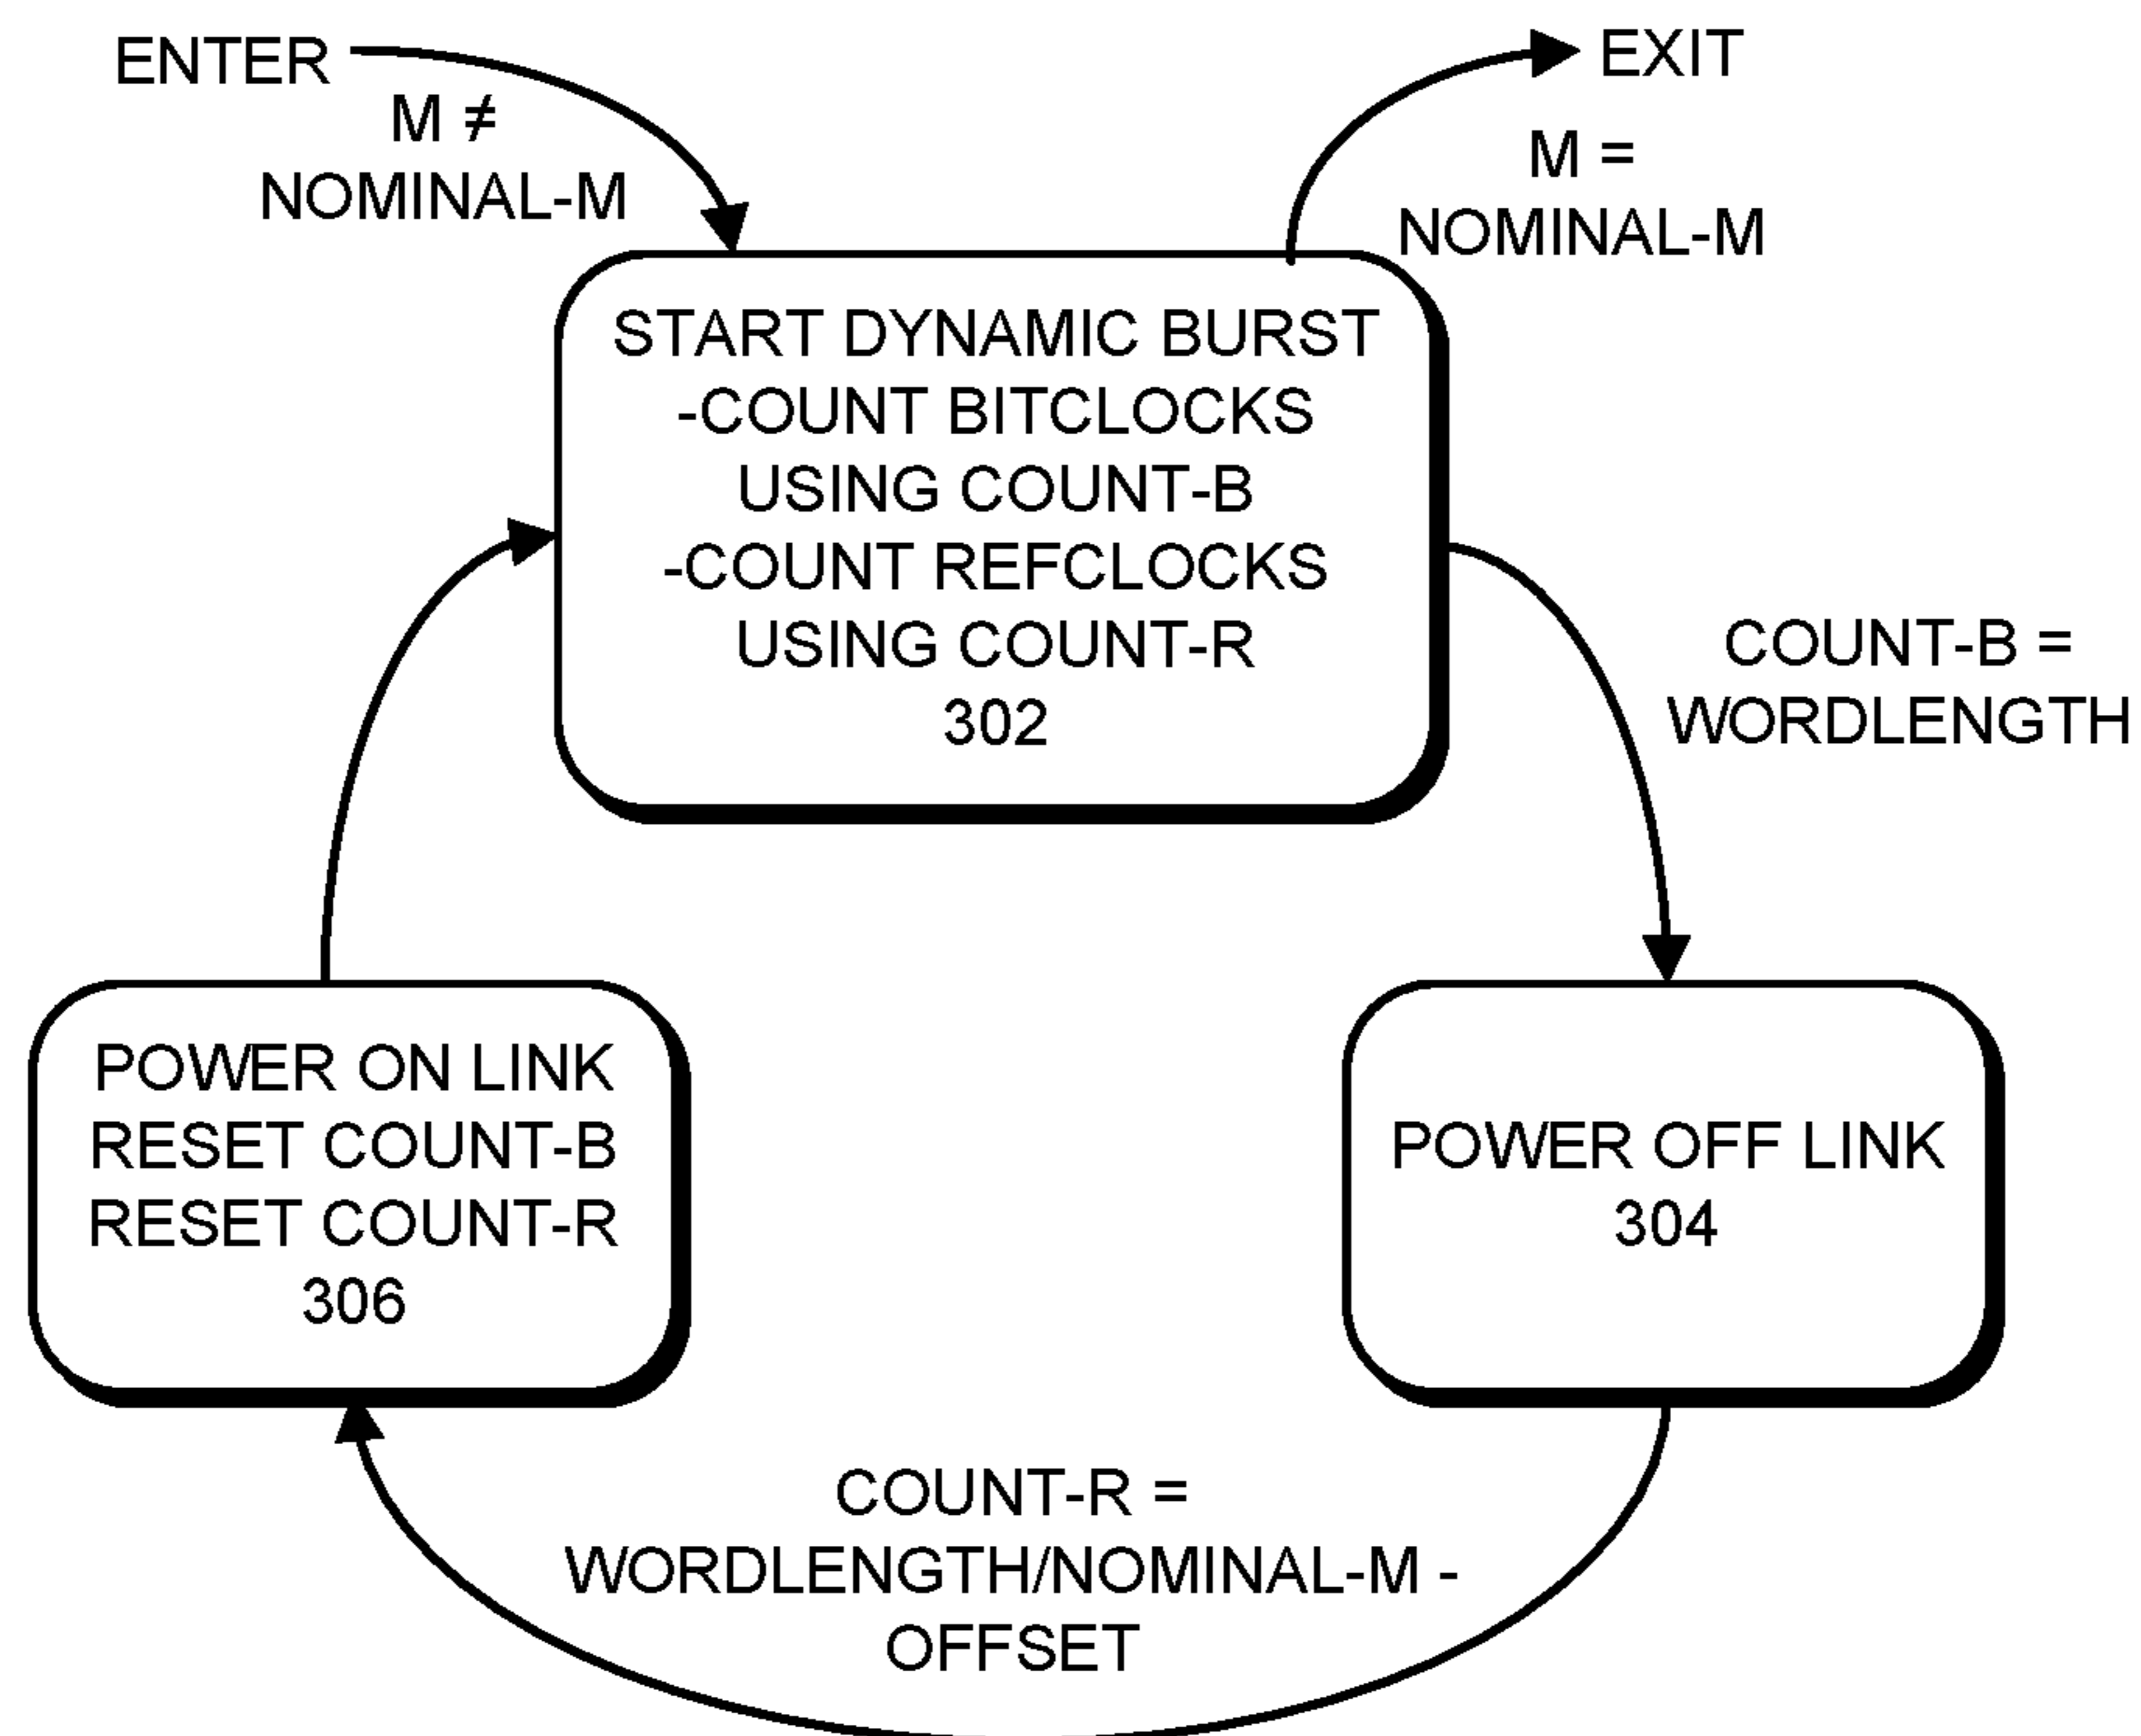 ENTER
M ≠
NOMINAL-M
EXIT
M =
NOMINAL-M
START DYNAMIC BURST
-COUNT BITCLOCKS
USING COUNT-B
-COUNT REFCLOCKS
USING COUNT-R
302
COUNT-B =
WORDLENGTH
POWER OFF LINK
304
COUNT-R =
WORDLENGTH/NOMINAL-M -
OFFSET
POWER ON LINK
RESET COUNT-B
RESET COUNT-R
306